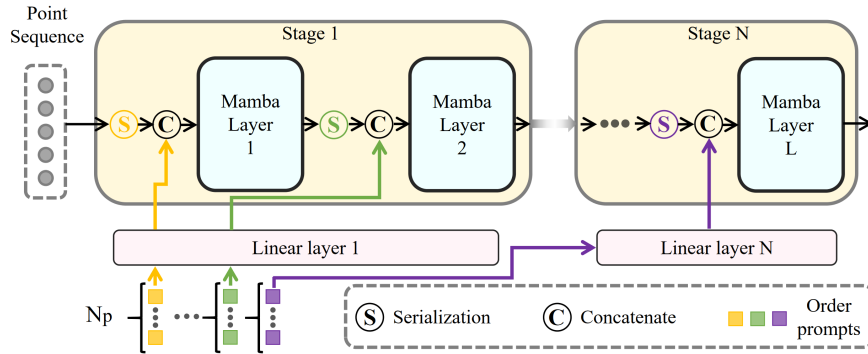 Point
Sequence
Stage 1
Stage N
S
C
Mamba
Layer
1
S
C
Mamba
Layer
2
S
C
Mamba
Layer
L
Linear layer 1
Linear layer N
Np
S Serialization
C Concatenate
Order
prompts